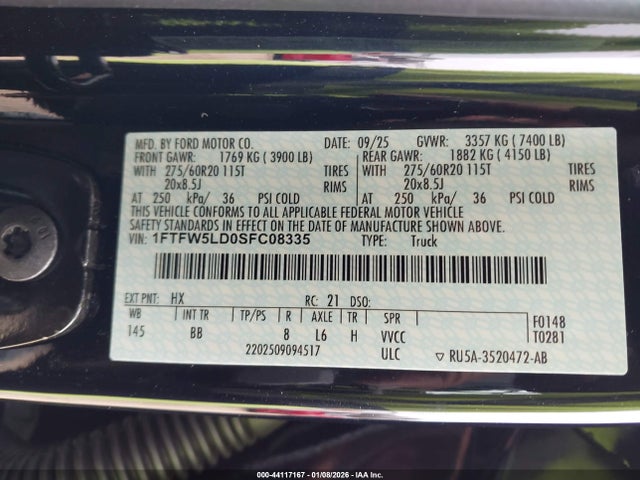 MFD. BY FORD MOTOR CO. DATE: 09/25 GVWR: 3357 KG ( 7400 LB)
FRONT GAWR: 1769 KG ( 3900 LB) REAR GAWR: 1882 KG ( 4150 LB)
WITH 275/60R20 115T TIRES WITH 275/60R20 115T TIRES
20x8.5J RIMS 20x8.5J RIMS
AT 250 kPa/ 36 PSI COLD AT 250 kPa/ 36 PSI COLD
THIS VEHICLE CONFORMS TO ALL APPLICABLE FEDERAL MOTOR VEHICLE
SAFETY STANDARDS IN EFFECT ON THE DATE OF MANUFACTURE SHOWN ABOVE.
VIN: 1FTFW5LD0SFC08335 TYPE: Truck
EXT PNT: HX RC: 21 DSO:
WB INT TR TP/PS R AXLE TR SPR F0148
145 BB 8 L6 H VVCC T0281
2202509094517 ULC ▽ RU5A-3520472-AB
000-44117167 - 01/08/2026 - IAA Inc.